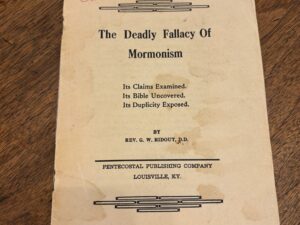 The Deadly Fallacy Of
Mormonism
Its Claims Examined.
Its Bible Uncovered.
Its Duplicity Exposed.
BY
REV. G. W. RIDOUT, D.D.
PENTECOSTAL PUBLISHING COMPANY
LOUISVILLE, KY.